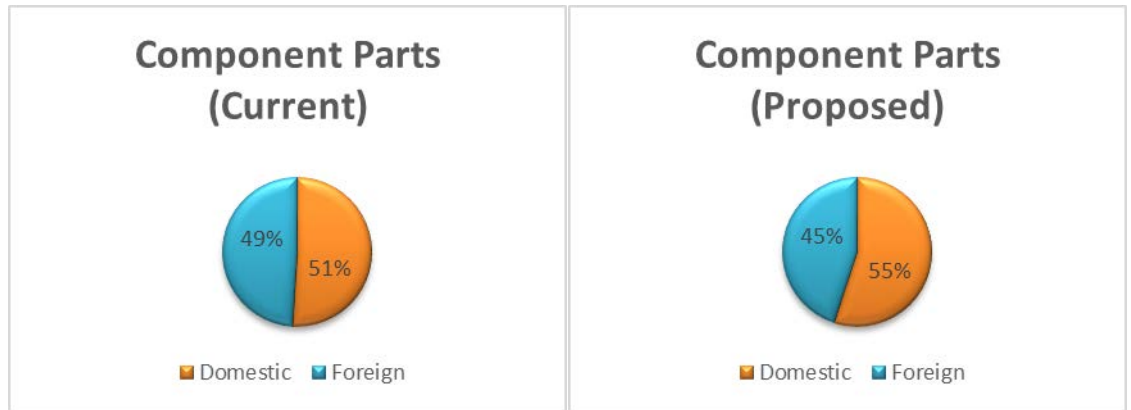 Component Parts
(Current)
49%
51%
Domestic Foreign
Component Parts
(Proposed)
45%
55%
Domestic Foreign